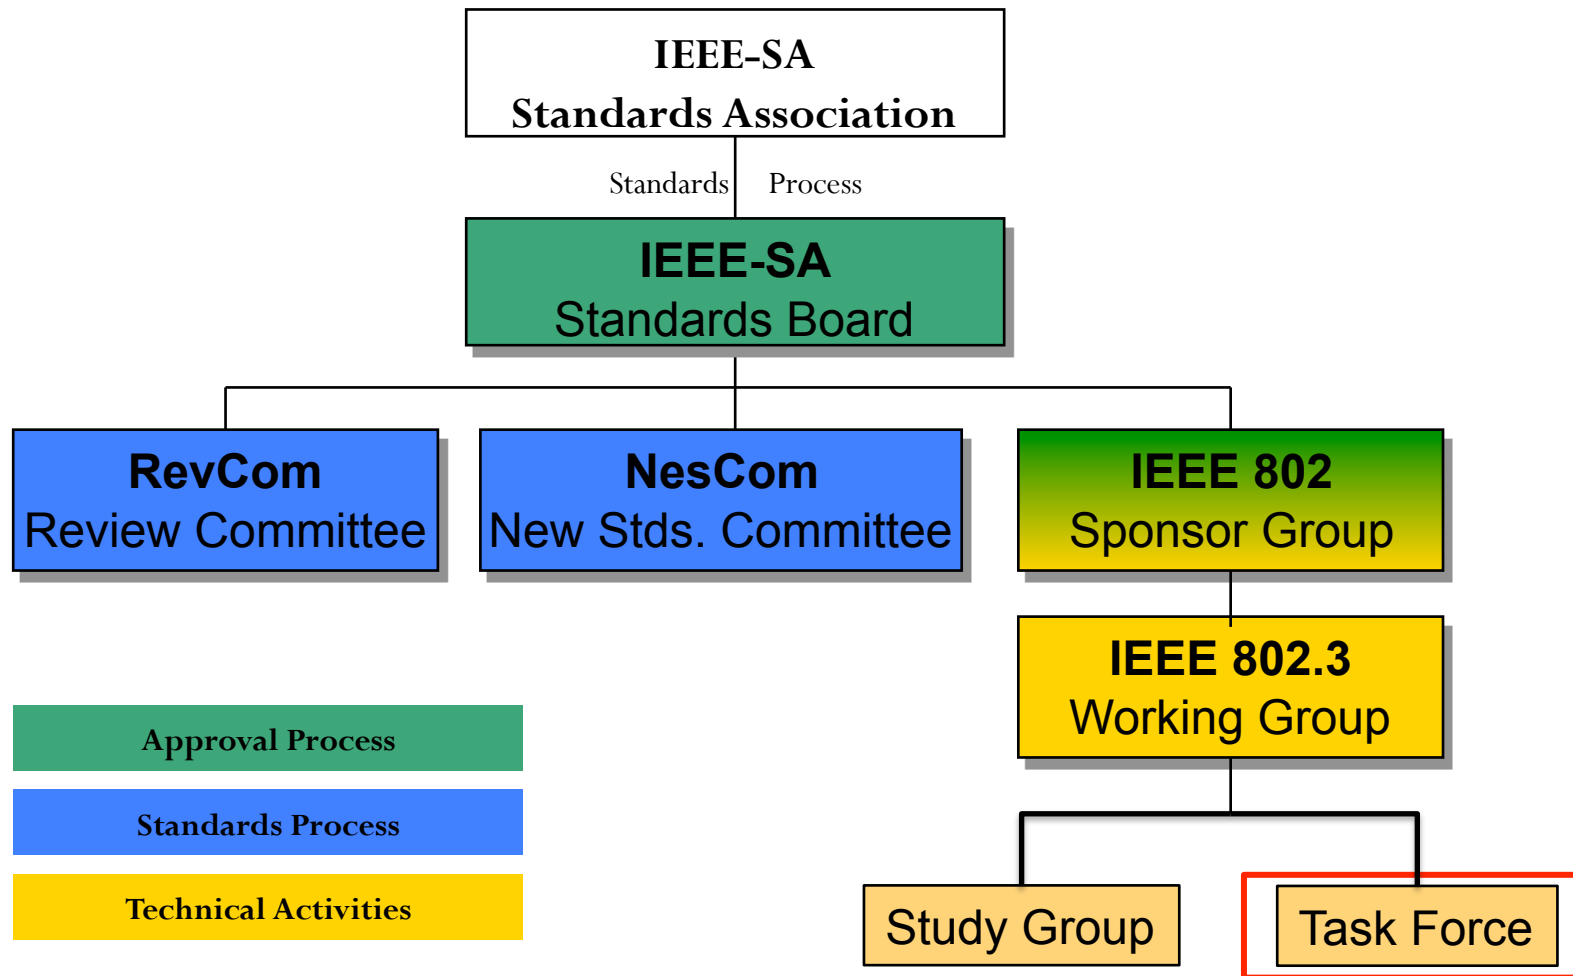 IEEE-SA
Standards Association
Standards Process
IEEE-SA
Standards Board
RevCom
Review Committee
NesCom
New Stds. Committee
IEEE 802
Sponsor Group
IEEE 802.3
Working Group
Approval Process
Standards Process
Technical Activities
Study Group
Task Force